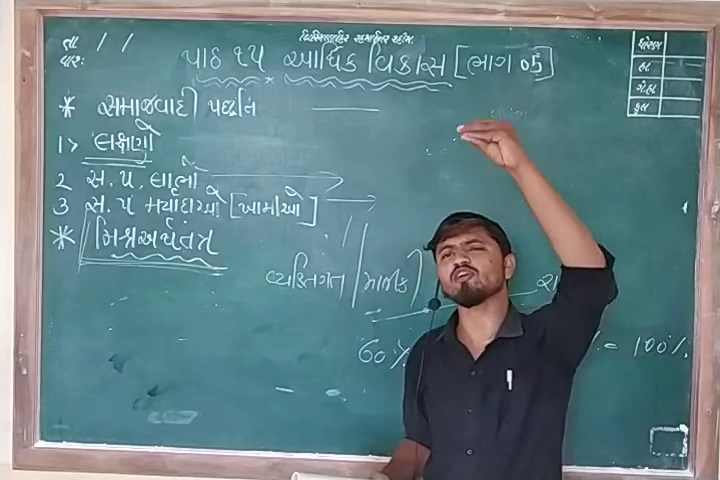 તા. / /
વાર:
પાઠ ૧૫ આર્થિક વિકાસ [ભાગ 05]
* સમાજવાદી પદ્ધતિ
1> લક્ષણો
2 સ. પ. લાભો
3 સ. પ મર્યાદાઓ [ખામીઓ]
* મિશ્રઅર્થતંત્ર
વ્યક્તિગત / માલીકી
60 %
% = 100 %
ધોરણ
હા
ગે.હા
કુલ